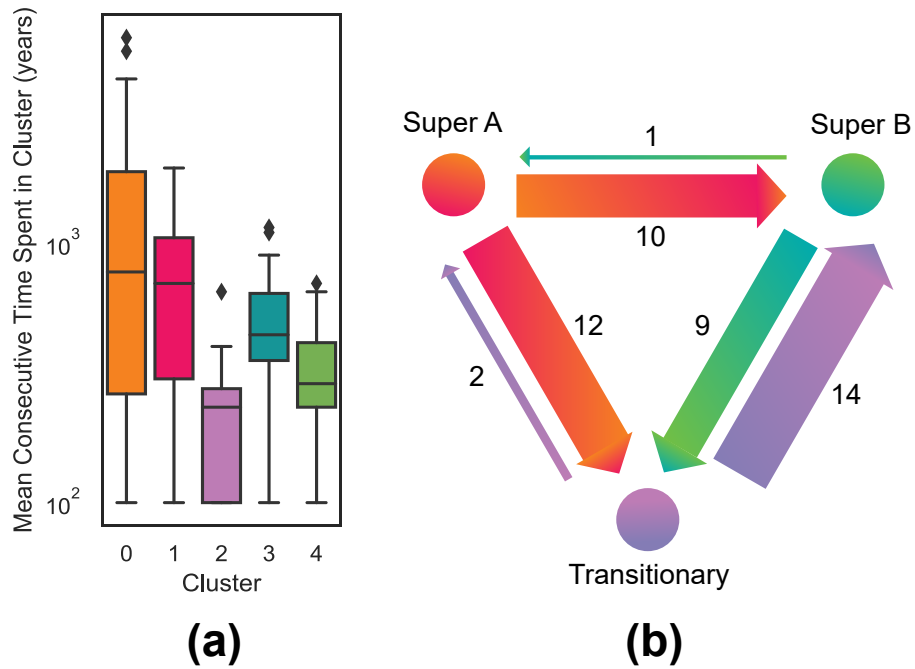 Mean Consecutive Time Spent in Cluster (years)
10³
10²
0 1 2 3 4
Cluster
(a)
Super A
Super B
1
10
12
2
9
14
Transitionary
(b)